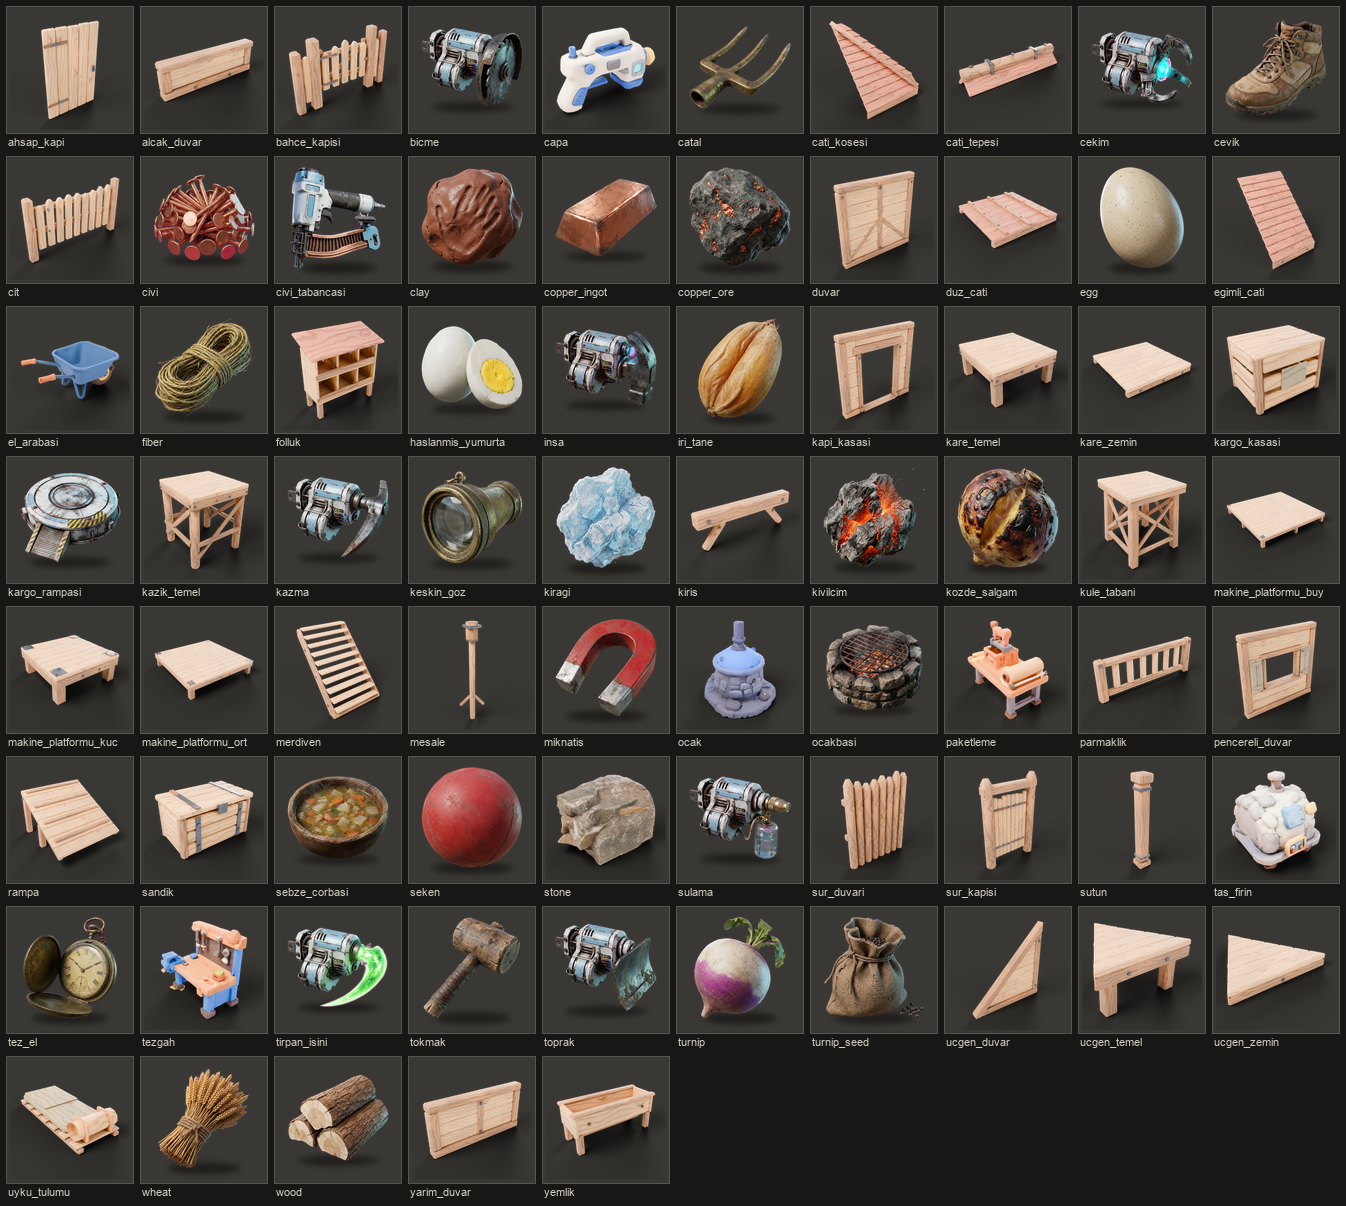 ahsap_kapi alcak_duvar bahce_kapisi bicme capa catal cati_kosesi cati_tepesi cekim cevik
cit civi civi_tabancasi clay copper_ingot copper_ore duvar duz_cati egg egimli_cati
el_arabasi fiber folluk haslanmis_yumurta insa iri_tane kapi_kasasi kare_temel kare_zemin kargo_kasasi
kargo_rampasi kazik_temel kazma keskin_goz kiragi kiris kivilcim kozde_salgam kule_tabani makine_platformu_buy
makine_platformu_kuc makine_platformu_ort merdiven mesale miknatis ocak ocakbasi paketleme parmaklik pencereli_duvar
rampa sandik sebze_corbasi seken stone sulama sur_duvari sur_kapisi sutun tas_firin
tez_el tezgah tirpan_isini tokmak toprak turnip turnip_seed ucgen_duvar ucgen_temel ucgen_zemin
uyku_tulumu wheat wood yarim_duvar yemlik